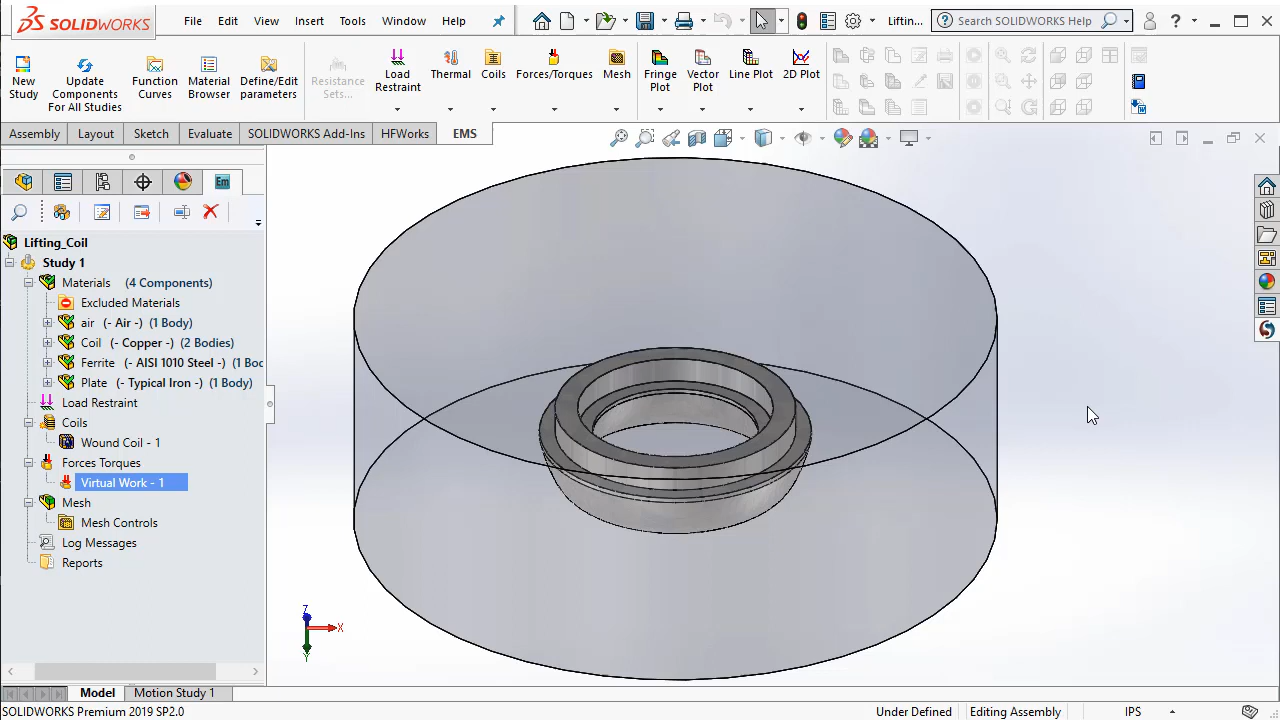 SOLIDWORKS File Edit View Insert Tools Window Help Liftin... Search SOLIDWORKS Help
New Study
Update Components For All Studies
Function Curves
Material Browser
Define/Edit parameters
Resistance Sets...
Load Restraint
Thermal
Coils
Forces/Torques
Mesh
Fringe Plot
Vector Plot
Line Plot
2D Plot
Assembly Layout Sketch Evaluate SOLIDWORKS Add-Ins HFWorks EMS
Em
Lifting_Coil
Study 1
Materials (4 Components)
Excluded Materials
air (- Air -) (1 Body)
Coil (- Copper -) (2 Bodies)
Ferrite (- AISI 1010 Steel -) (1 Boc
Plate (- Typical Iron -) (1 Body)
Load Restraint
Coils
Wound Coil - 1
Forces Torques
Virtual Work - 1
Mesh
Mesh Controls
Log Messages
Reports
Z
X
Y
Model Motion Study 1
SOLIDWORKS Premium 2019 SP2.0 Under Defined Editing Assembly IPS